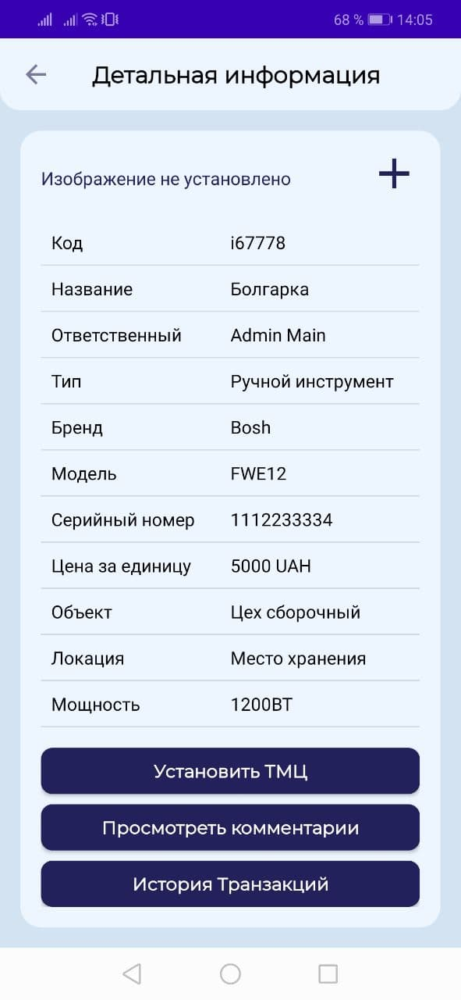 68 % 14:05
Детальная информация
Изображение не установлено
Код i67778
Название Болгарка
Ответственный Admin Main
Тип Ручной инструмент
Бренд Bosh
Модель FWE12
Серийный номер 1112233334
Цена за единицу 5000 UAH
Объект Цех сборочный
Локация Место хранения
Мощность 1200ВТ
Установить ТМЦ
Просмотреть комментарии
История Транзакций